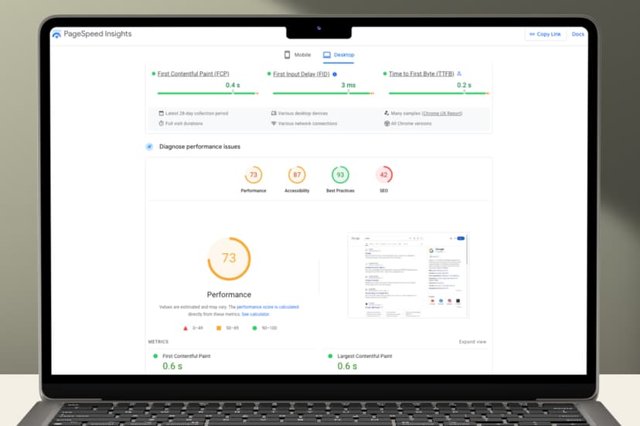 PageSpeed Insights
Copy Link
Docs
Mobile
Desktop
First Contentful Paint (FCP)
0.4 s
First Input Delay (FID)
3 ms
Time to First Byte (TTFB)
0.2 s
Latest 28-day collection period
Various desktop devices
Many samples (Chrome UX Report)
Full visit durations
Various network connections
All Chrome versions
Diagnose performance issues
73
87
93
42
Performance
Accessibility
Best Practices
SEO
73
Performance
Values are estimated and may vary. The performance score is calculated
directly from these metrics. See calculator.
0–49
50–89
90–100
METRICS
Expand view
First Contentful Paint
0.6 s
Largest Contentful Paint
0.6 s